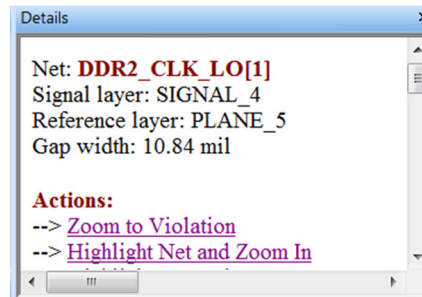 Details
Net: DDR2_CLK_LO[1]
Signal layer: SIGNAL_4
Reference layer: PLANE_5
Gap width: 10.84 mil
Actions:
--> Zoom to Violation
--> Highlight Net and Zoom In